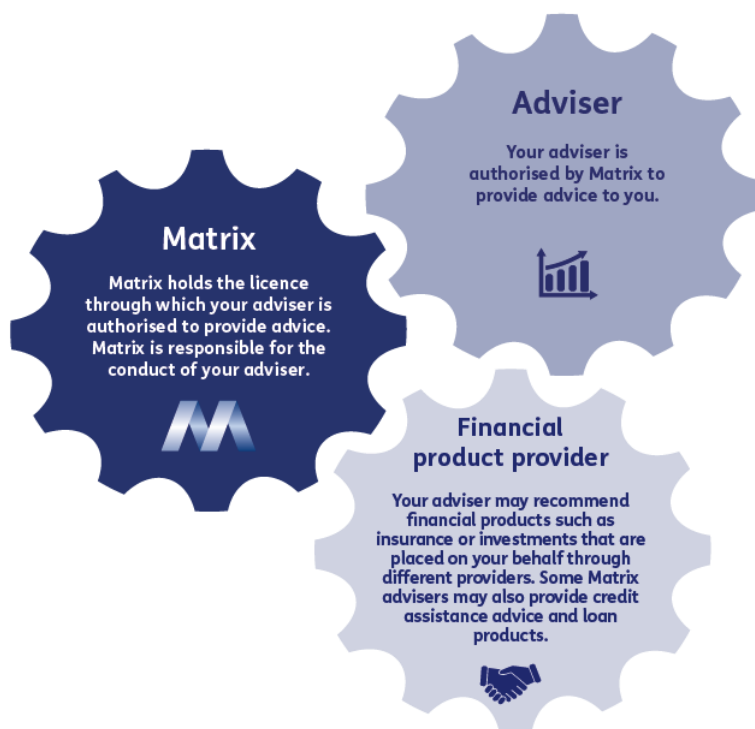 Matrix
Matrix holds the licence
through which your adviser is
authorised to provide advice.
Matrix is responsible for the
conduct of your adviser.
Adviser
Your adviser is
authorised by Matrix to
provide advice to you.
Financial
product provider
Your adviser may recommend
financial products such as
insurance or investments that are
placed on your behalf through
different providers. Some Matrix
advisers may also provide credit
assistance advice and loan
products.